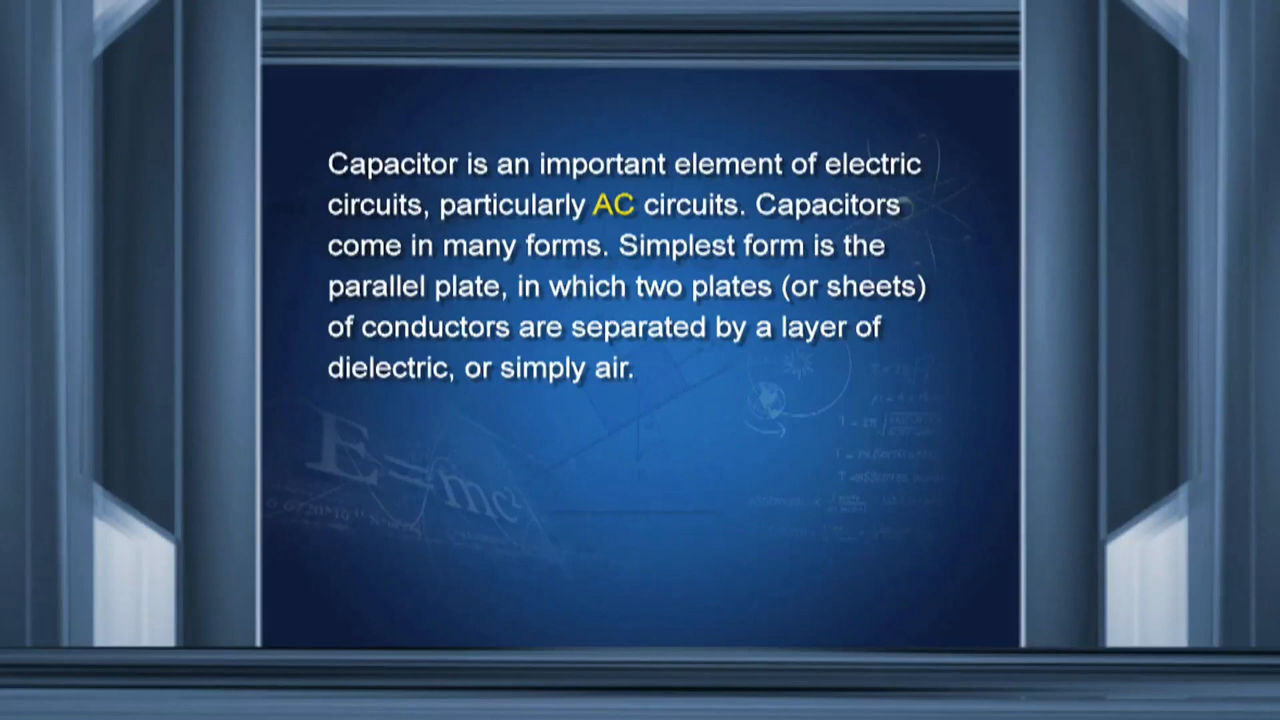 Capacitor is an important element of electric
circuits, particularly AC circuits. Capacitors
come in many forms. Simplest form is the
parallel plate, in which two plates (or sheets)
of conductors are separated by a layer of
dielectric, or simply air.
E=mc²